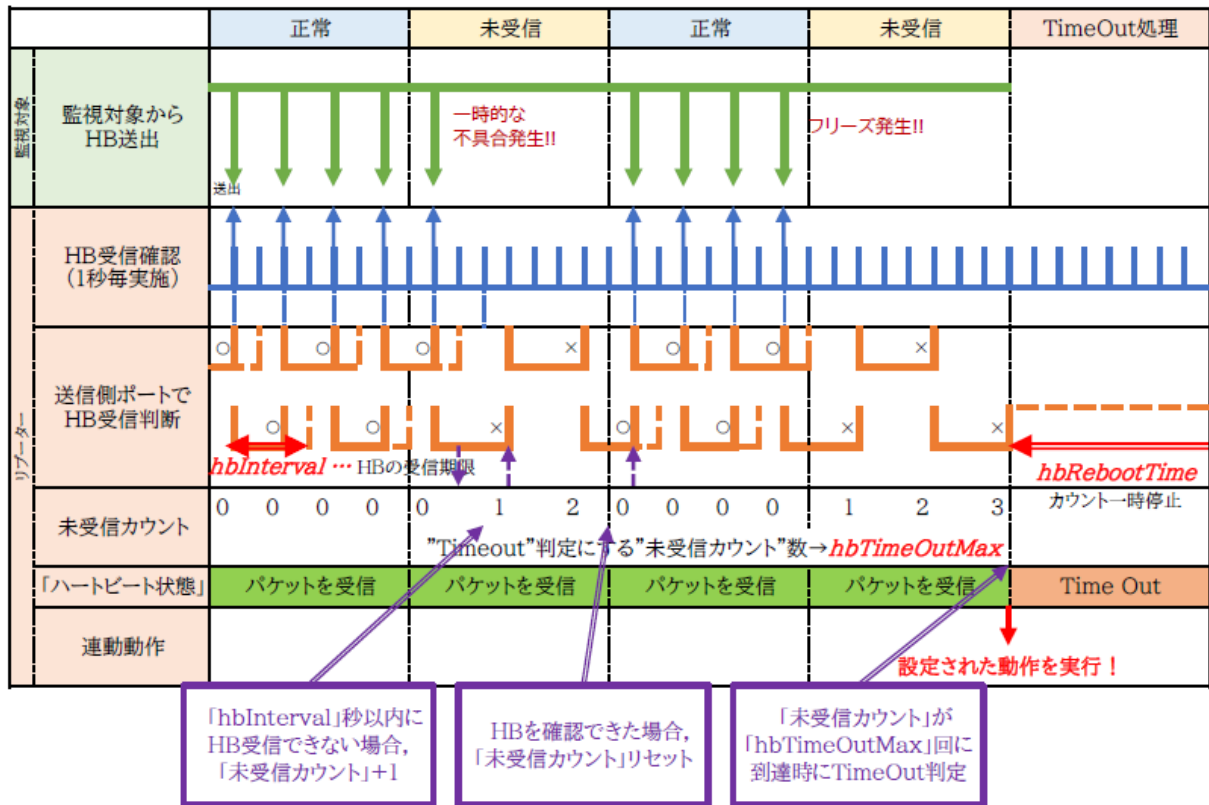 正常
未受信
正常
未受信
TimeOut処理
監視対象
監視対象から
HB送出
一時的な
不具合発生!!
フリーズ発生!!
送出
リブーター
HB受信確認
（1秒毎実施）
送信側ポートで
HB受信判断
○ ○ ○ × ○ ○ ×
○ ○ × ○ ○ × ×
hbInterval … HBの受信期限
hbRebootTime
未受信カウント
0 0 0 0 0 1 2 0 0 0 0 1 2 3
カウント一時停止
”Timeout”判定にする”未受信カウント”数→hbTimeOutMax
「ハートビート状態」
パケットを受信
パケットを受信
パケットを受信
パケットを受信
Time Out
連動動作
設定された動作を実行！
「hbInterval」秒以内に
HB受信できない場合，
「未受信カウント」+1
HBを確認できた場合，
「未受信カウント」リセット
「未受信カウント」が
「hbTimeOutMax」回に
到達時にTimeOut判定